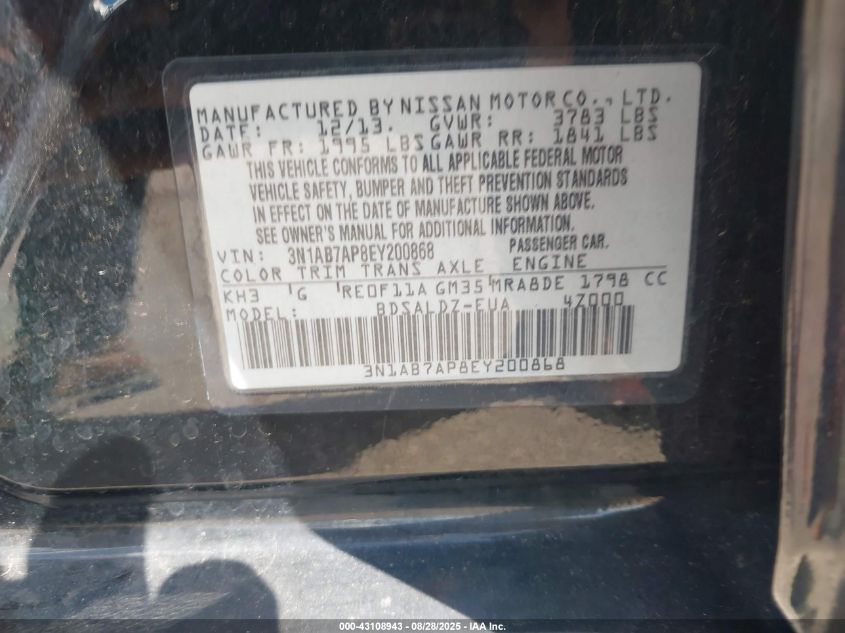 MANUFACTURED BY NISSAN MOTOR CO., LTD.
DATE: 12/13. GVWR: 3783 LBS
GAWR FR: 1995 LBS GAWR RR: 1841 LBS
THIS VEHICLE CONFORMS TO ALL APPLICABLE FEDERAL MOTOR
VEHICLE SAFETY, BUMPER AND THEFT PREVENTION STANDARDS
IN EFFECT ON THE DATE OF MANUFACTURE SHOWN ABOVE.
SEE OWNER'S MANUAL FOR ADDITIONAL INFORMATION.
VIN: 3N1AB7AP8EY200868 PASSENGER CAR.
COLOR TRIM TRANS AXLE ENGINE
KH3 G RE0F11A GM35 MRA8DE 1798 CC
MODEL: BDSALDZ-EUA 4Z000
3N1AB7AP8EY200868
000-43108943 - 08/28/2025 - IAA Inc.